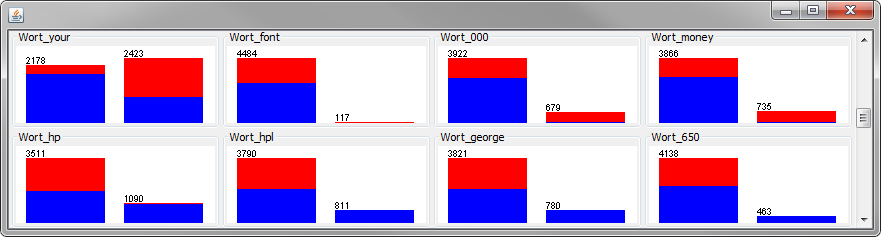 Wort_your
2178 2423
Wort_font
4484 117
Wort_000
3922 679
Wort_money
3866 735
Wort_hp
3511 1090
Wort_hpl
3790 811
Wort_george
3821 780
Wort_650
4138 463